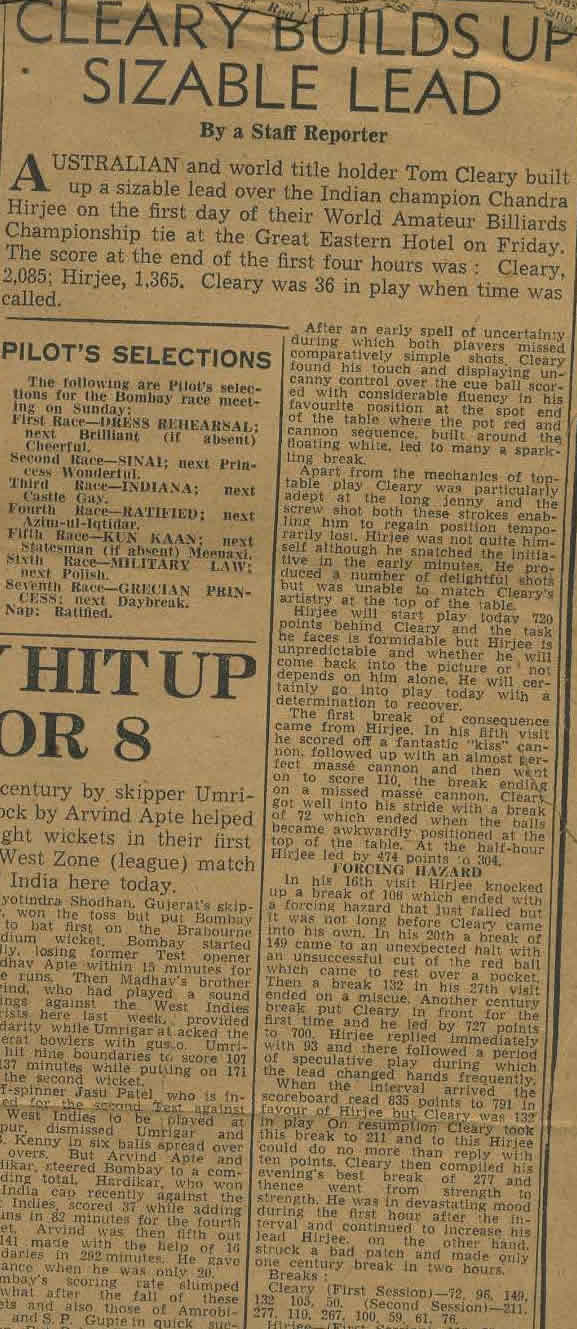 CLEARY BUILDS UP
SIZABLE LEAD
By a Staff Reporter
AUSTRALIAN and world title holder Tom Cleary built
up a sizable lead over the Indian champion Chandra
Hirjee on the first day of their World Amateur Billiards
Championship tie at the Great Eastern Hotel on Friday.
The score at the end of the first four hours was : Cleary,
2,085; Hirjee, 1,365. Cleary was 36 in play when time was
called.
PILOT'S SELECTIONS
The following are Pilot's selec-
tions for the Bombay race meet-
ing on Sunday:
First Race—DRESS REHEARSAL;
next Brilliant (if absent)
Cheerful.
Second Race—SINAI; next Prin-
cess Wonderful.
Third Race—INDIANA; next
Castle Gay.
Fourth Race—RATIFIED; next
Azim-ul-Iqtidar.
Fifth Race—KUN KAAN; next
Statesman (if absent) Meenaxi.
Sixth Race—MILITARY LAW;
next Polish.
Seventh Race—GRECIAN PRIN-
CESS; next Daybreak.
Nap: Ratified.
HIT UP
OR 8
century by skipper Umri-
ock by Arvind Apte helped
ght wickets in their first
West Zone (league) match
India here today.
yotindra Shodhan, Gujerat's skip-
, won the toss but put Bombay
to bat first on the Brabourne
dium wicket. Bombay started
lly, losing former Test opener
dhav Apte within 15 minutes for
e runs. Then Madhav's brother
rind, who had played a sound
ings against the West Indies
rists here last week, provided
darity while Umrigar attacked the
erat bowlers with gusto. Umri-
hit nine boundaries to score 107
137 minutes while putting on 171
the second wicket.
T-spinner Jasu Patel who is in-
ed for the second Test against
West Indies to be played at
pur, dismissed Umrigar and
. Kenny in six balls spread over
overs. But Arvind Apte and
dikar, steered Bombay to a com-
ding total. Hardikar, who won
India cap recently against the
Indies, scored 37 while adding
ns in 82 minutes for the fourth
et. Arvind was then fifth out
141 made with the help of 16
daries in 292 minutes. He gave
ance when he was only 20.
mbay's scoring rate slumped
what after the fall of these
ets and also those of Amrobi-
and S. P. Gupte in quick suc-
After an early spell of uncertainty
during which both players missed
comparatively simple shots, Cleary
found his touch and displaying un-
canny control over the cue ball scor-
ed with considerable fluency in his
favourite position at the spot end
of the table where the pot red and
cannon sequence, built around the
floating white, led to many a spark-
ling break.
Apart from the mechanics of top-
table play Cleary was particularly
adept at the long jenny and the
screw shot both these strokes enab-
ling him to regain position tempo-
rarily lost. Hirjee was not quite him-
self although he snatched the initia-
tive in the early minutes. He pro-
duced a number of delightful shots
but was unable to match Cleary's
artistry at the top of the table.
Hirjee will start play today 720
points behind Cleary and the task
he faces is formidable but Hirjee is
unpredictable and whether he will
come back into the picture or not
depends on him alone. He will cer-
tainly go into play today with a
determination to recover.
The first break of consequence
came from Hirjee. In his fifth visit
he scored off a fantastic "kiss" can-
non, followed up with an almost per-
fect massé cannon and then went
on to score 110, the break ending
on a missed massé cannon. Cleary
got well into his stride with a break
of 72 which ended when the balls
became awkwardly positioned at the
top of the table. At the half-hour
Hirjee led by 474 points to 304.
FORCING HAZARD
In his 16th visit Hirjee knocked
up a break of 106 which ended with
a forcing hazard that just failed but
it was not long before Cleary came
into his own. In his 20th a break of
149 came to an unexpected halt with
an unsuccessful cut of the red ball
which came to rest over a pocket.
Then a break 132 in his 27th visit
ended on a miscue. Another century
break put Cleary in front for the
first time and he led by 727 points
to 700. Hirjee replied immediately
with 93 and there followed a period
of speculative play during which
the lead changed hands frequently.
When the interval arrived the
scoreboard read 835 points to 791 in
favour of Hirjee but Cleary was 132
in play On resumption Cleary took
this break to 211 and to this Hirjee
could do no more than reply with
ten points. Cleary then compiled his
evening's best break of 277 and
thence went from strength to
strength. He was in devastating mood
during the first hour after the in-
terval and continued to increase his
lead Hirjee, on the other hand,
struck a bad patch and made only
one century break in two hours.
Breaks :
Cleary (First Session)—72, 96, 149,
132 105, 50. (Second Session)—211,
277, 110, 267, 100, 59, 61, 76.